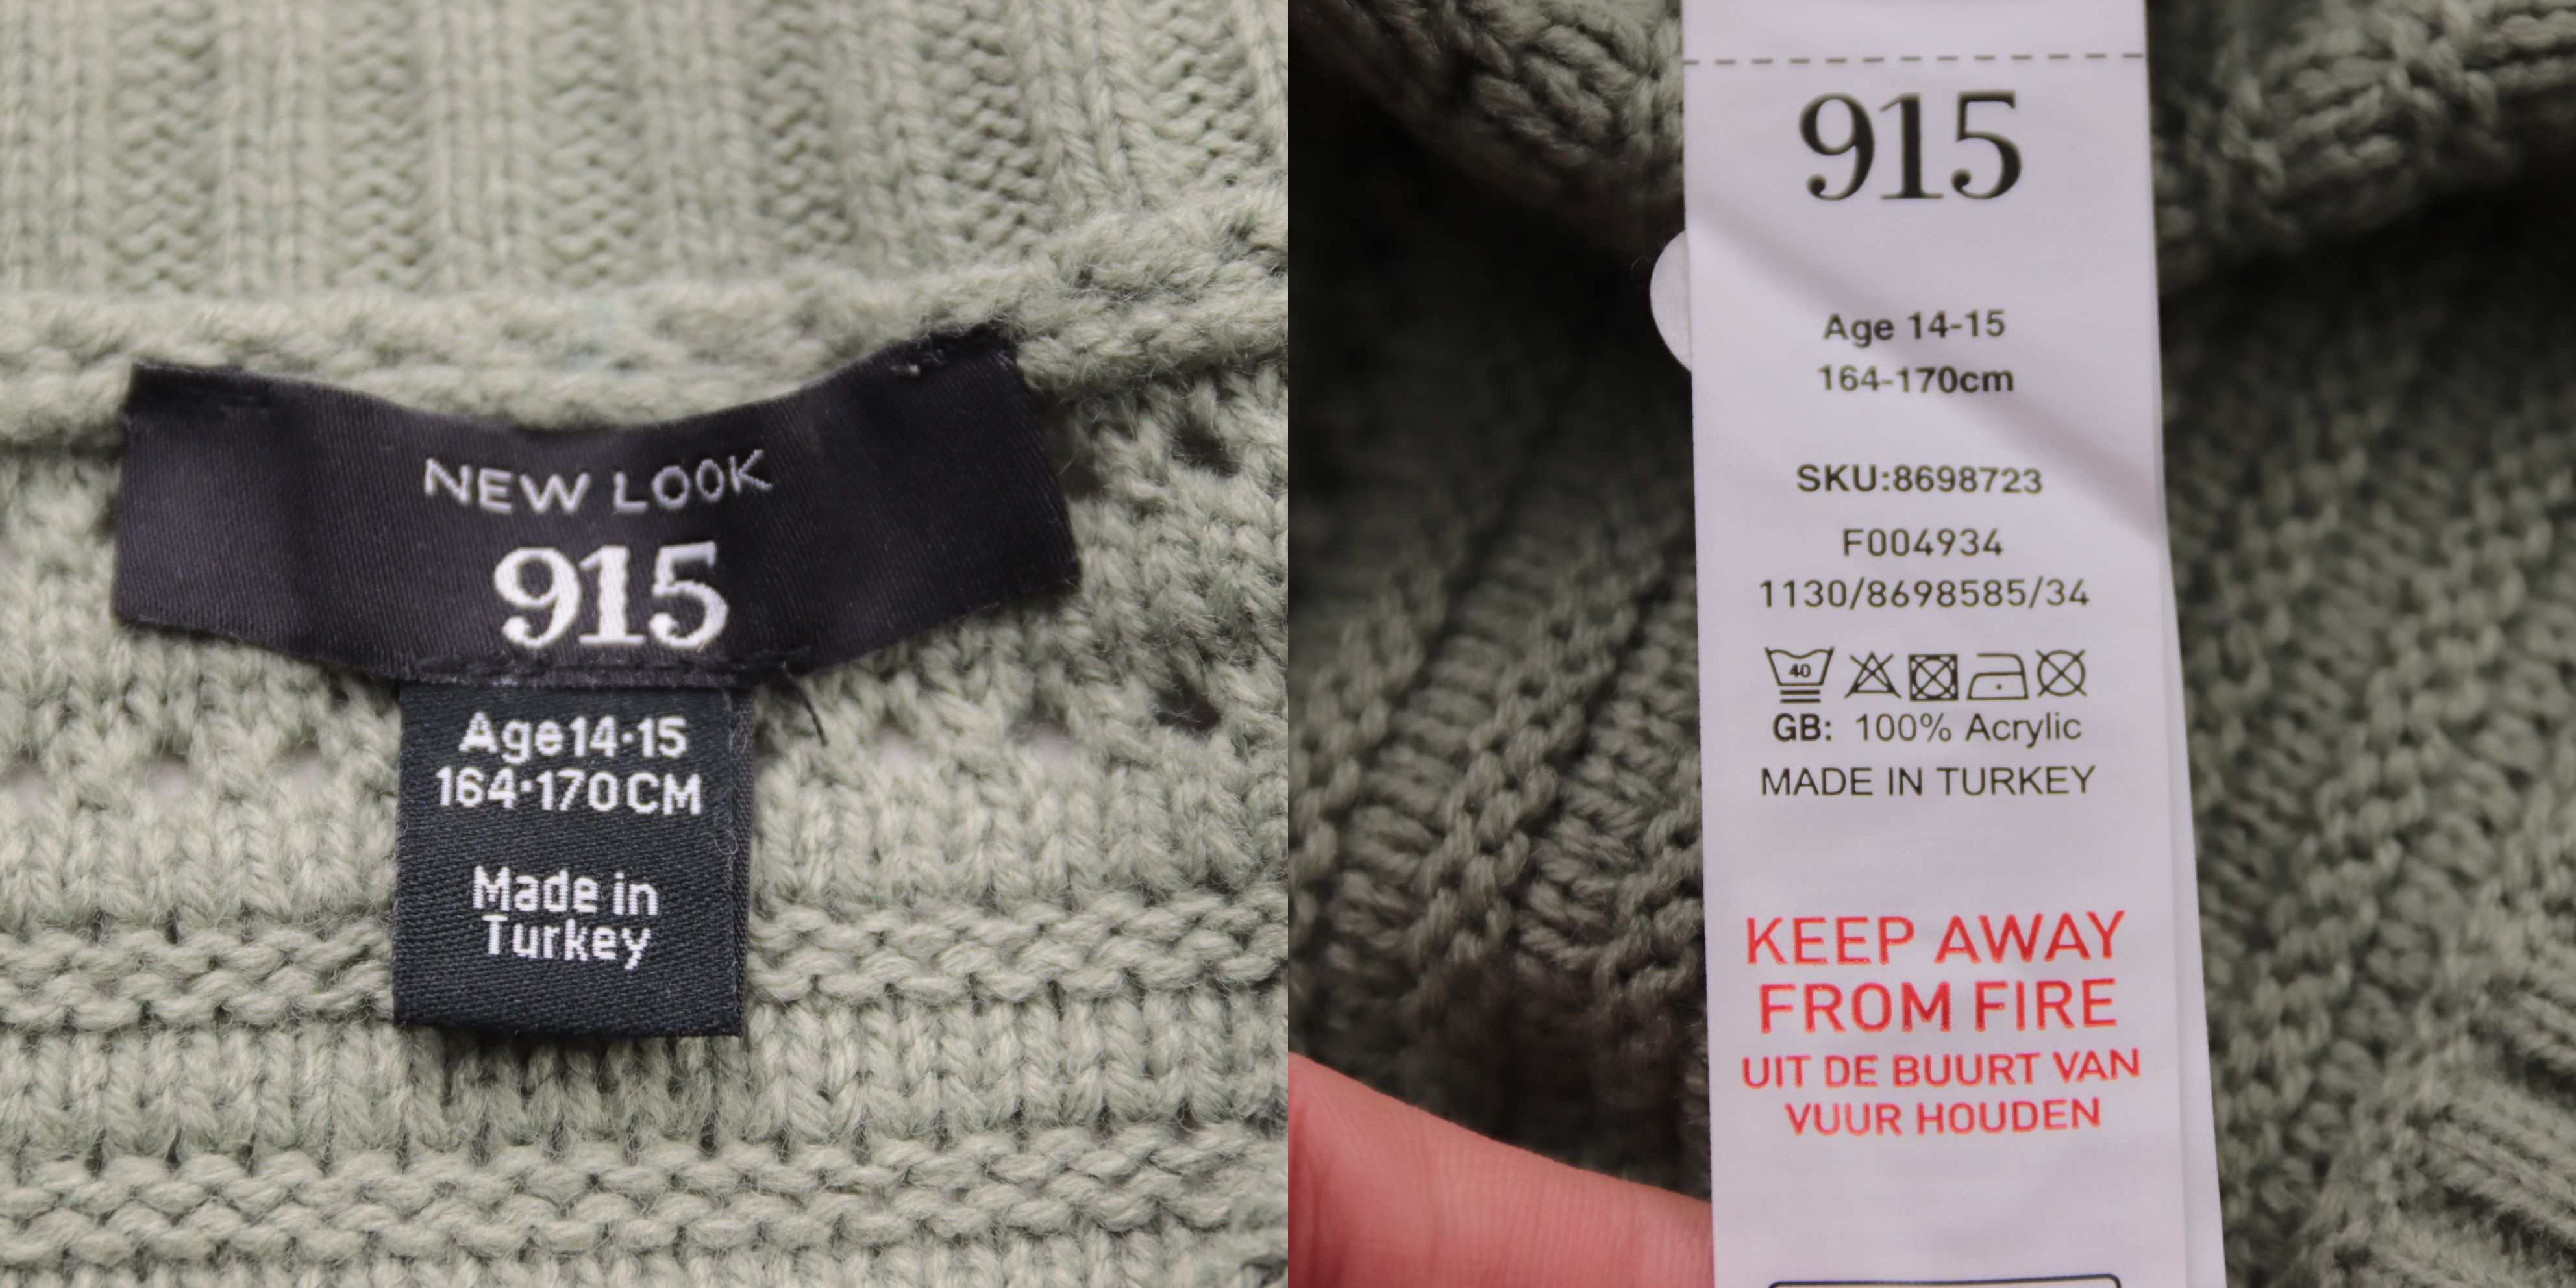 NEW LOOK
915
Age14·15
164·170CM
Made in
Turkey
915
Age 14-15
164-170cm
SKU:8698723
F004934
1130/8698585/34
40
GB: 100% Acrylic
MADE IN TURKEY
KEEP AWAY
FROM FIRE
UIT DE BUURT VAN
VUUR HOUDEN